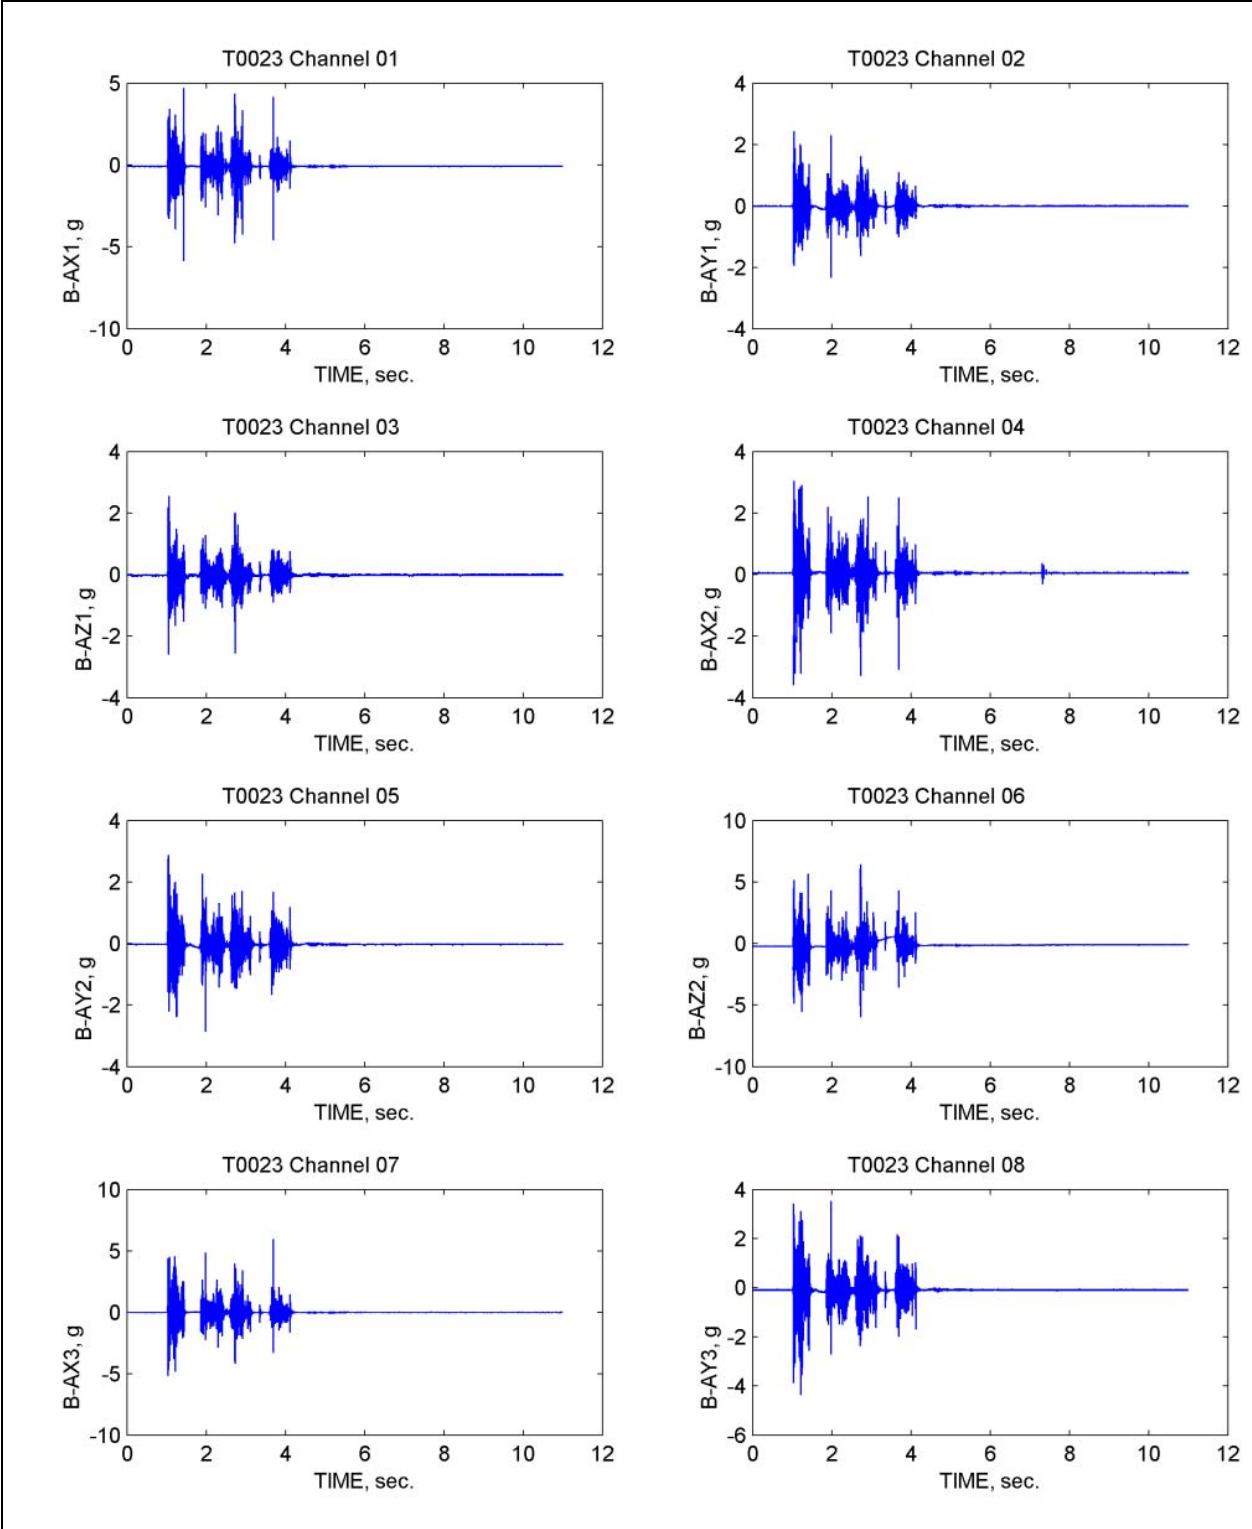 T0023 Channel 01
5
0
-5
-10
B-AX1, g
0 2 4 6 8 10 12
TIME, sec.
T0023 Channel 02
4
2
0
-2
-4
B-AY1, g
0 2 4 6 8 10 12
TIME, sec.
T0023 Channel 03
4
2
0
-2
-4
B-AZ1, g
0 2 4 6 8 10 12
TIME, sec.
T0023 Channel 04
4
2
0
-2
-4
B-AX2, g
0 2 4 6 8 10 12
TIME, sec.
T0023 Channel 05
4
2
0
-2
-4
B-AY2, g
0 2 4 6 8 10 12
TIME, sec.
T0023 Channel 06
10
5
0
-5
-10
B-AZ2, g
0 2 4 6 8 10 12
TIME, sec.
T0023 Channel 07
10
5
0
-5
-10
B-AX3, g
0 2 4 6 8 10 12
TIME, sec.
T0023 Channel 08
4
2
0
-2
-4
-6
B-AY3, g
0 2 4 6 8 10 12
TIME, sec.